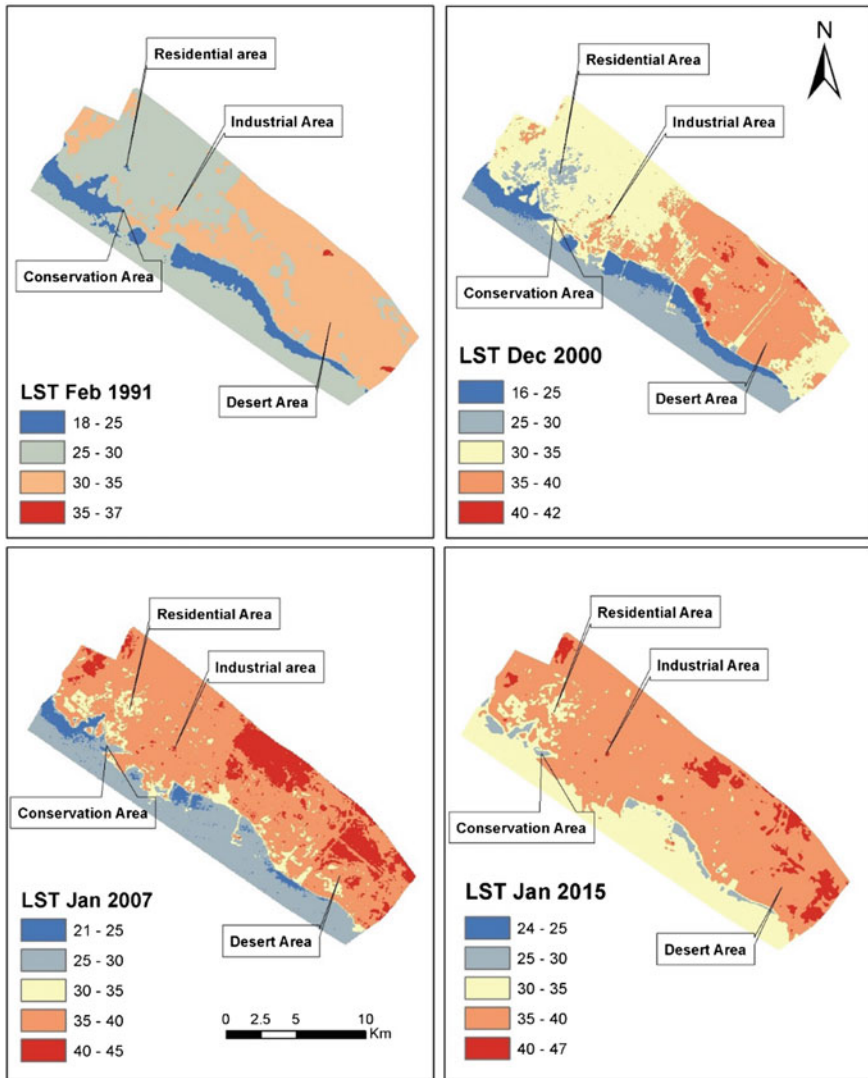 Residential area
Industrial Area
Conservation Area
Desert Area
LST Feb 1991
18 - 25
25 - 30
30 - 35
35 - 37
N
Residential Area
Industrial Area
Conservation Area
Desert Area
LST Dec 2000
16 - 25
25 - 30
30 - 35
35 - 40
40 - 42
Residential Area
Industrial area
Conservation Area
Desert Area
LST Jan 2007
21 - 25
25 - 30
30 - 35
35 - 40
40 - 45
0 2.5 5 10
Km
Residential Area
Industrial Area
Conservation Area
Desert Area
LST Jan 2015
24 - 25
25 - 30
30 - 35
35 - 40
40 - 47